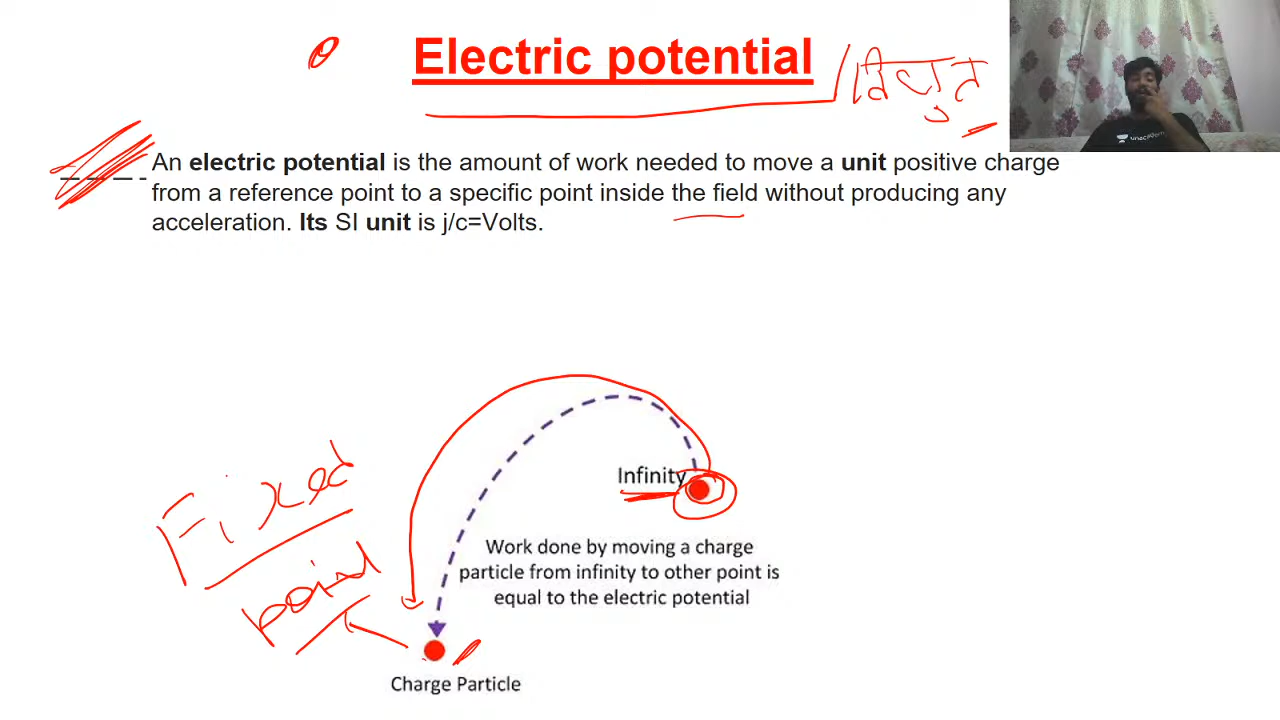 Electric potential
An electric potential is the amount of work needed to move a unit positive charge
from a reference point to a specific point inside the field without producing any
acceleration. Its SI unit is j/c=Volts.
Infinity
Fixed
point
Work done by moving a charge
particle from infinity to other point is
equal to the electric potential
Charge Particle